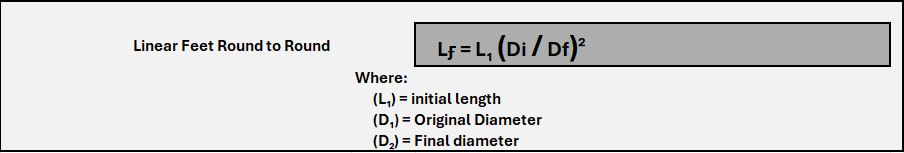 Linear Feet Round to Round
Lƒ = L₁ (Di / Df)²
Where:
(L₁) = initial length
(D₁) = Original Diameter
(D₂) = Final diameter